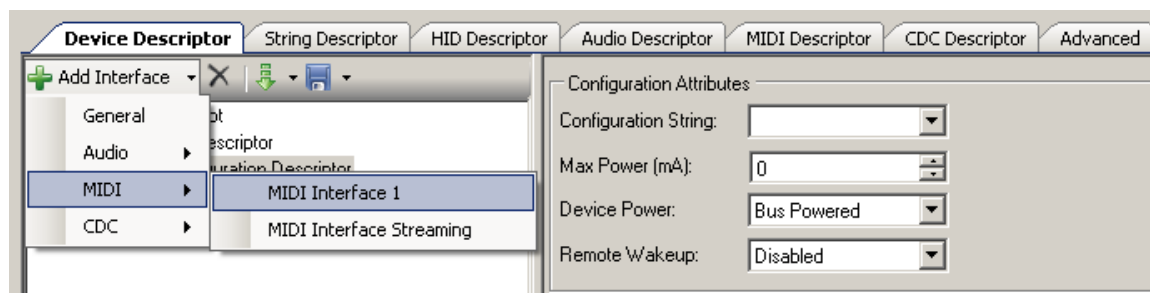 Device Descriptor String Descriptor HID Descriptor Audio Descriptor MIDI Descriptor CDC Descriptor Advanced
Add Interface
General
Audio
MIDI
CDC
MIDI Interface 1
MIDI Interface Streaming
Configuration Attributes
Configuration String:
Max Power (mA): 0
Device Power: Bus Powered
Remote Wakeup: Disabled